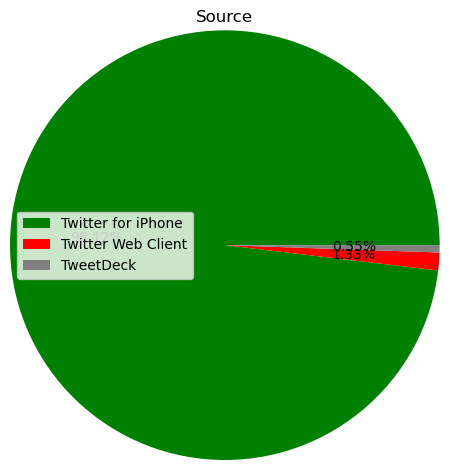 Source
Twitter for iPhone
Twitter Web Client
TweetDeck
0.55%
1.33%